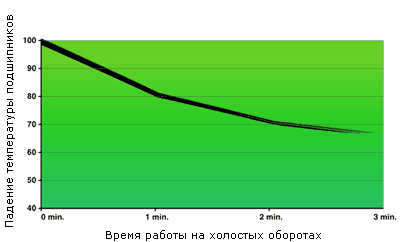 Падение температуры подшипников
100
90
80
70
60
50
40
0 min.
1 min.
2 min.
3 min.
Время работы на холостых оборотах